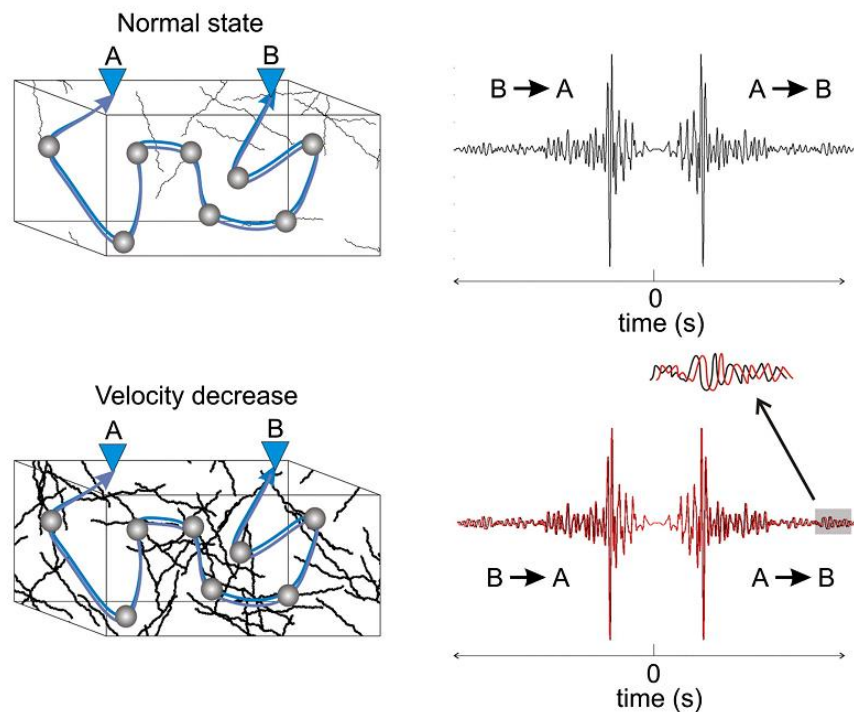 Normal state
A
B
B → A
A → B
0
time (s)
Velocity decrease
A
B
B → A
A → B
0
time (s)